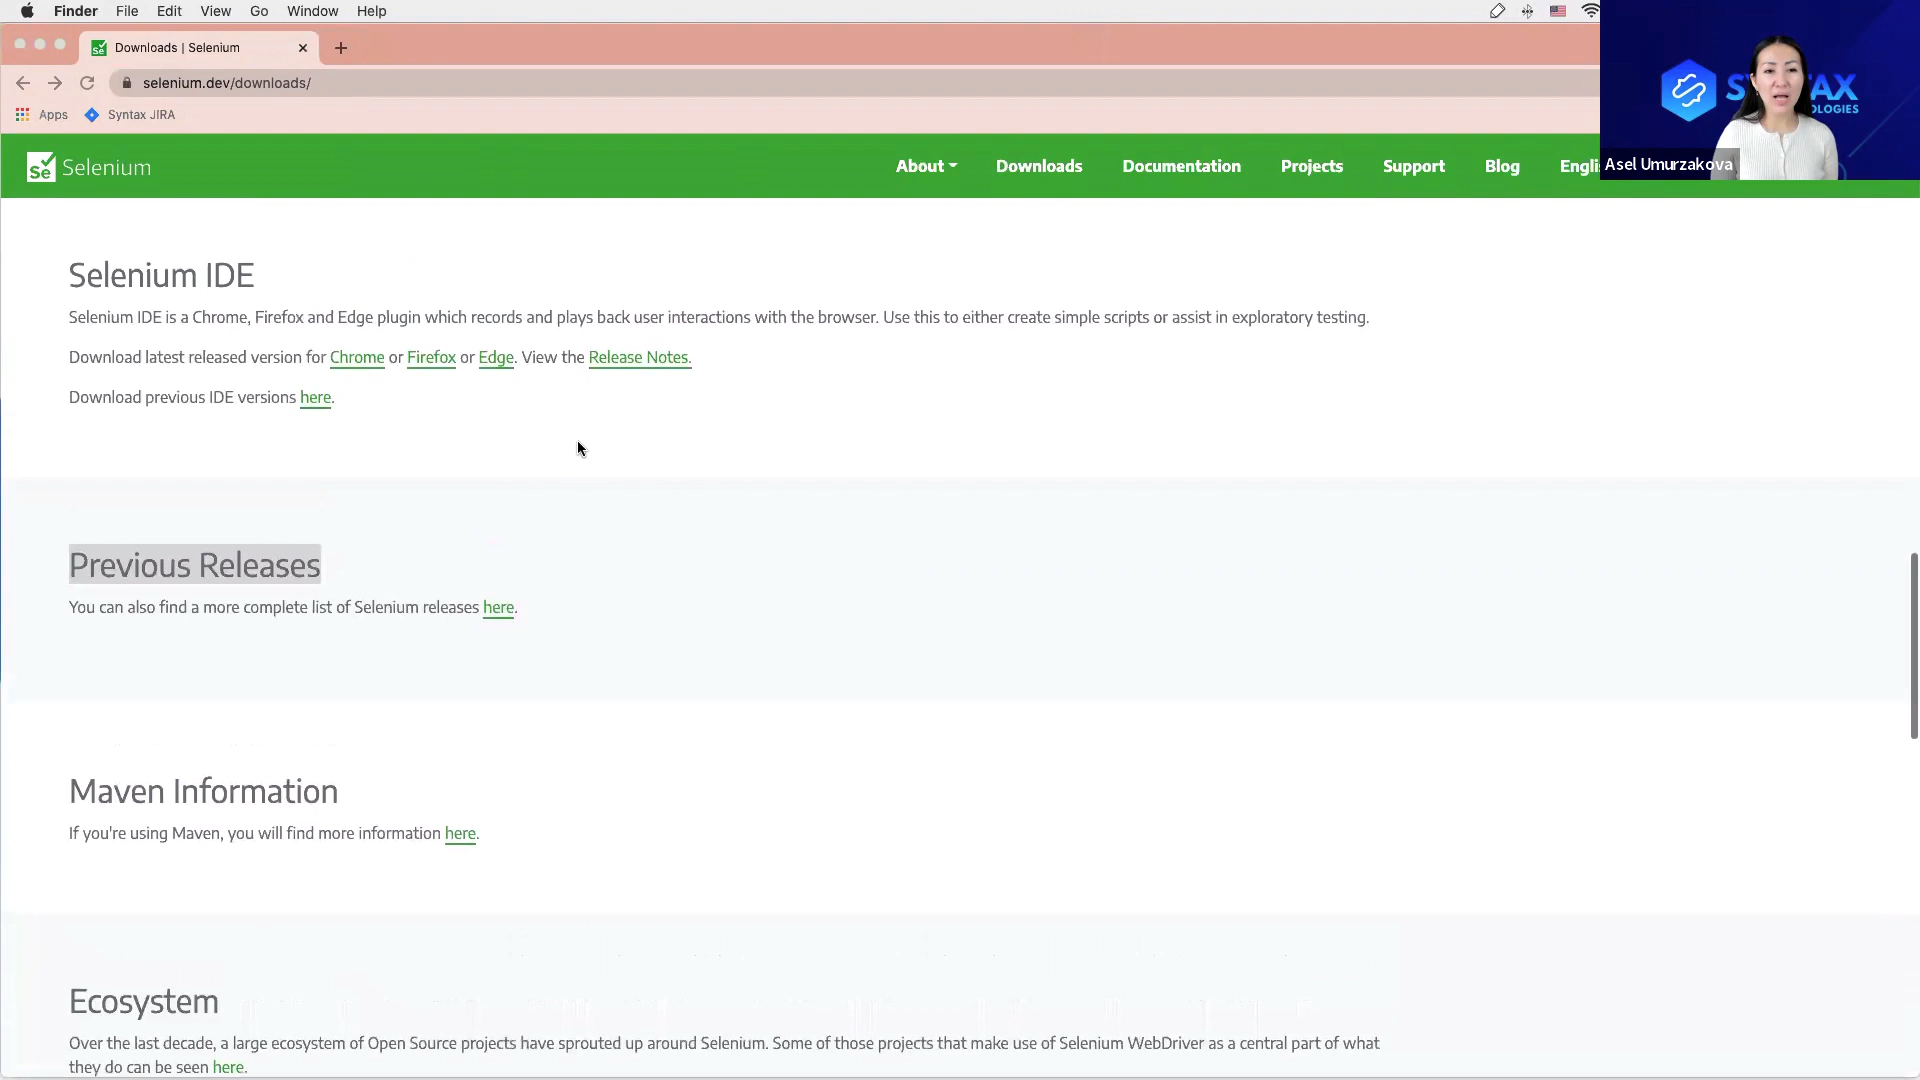 Finder File Edit View Go Window Help
Downloads | Selenium
selenium.dev/downloads/
Apps Syntax JIRA
Se Selenium
About Downloads Documentation Projects Support Blog
Asel Umurzakova
Selenium IDE
Selenium IDE is a Chrome, Firefox and Edge plugin which records and plays back user interactions with the browser. Use this to either create simple scripts or assist in exploratory testing.
Download latest released version for Chrome or Firefox or Edge. View the Release Notes.
Download previous IDE versions here.
Previous Releases
You can also find a more complete list of Selenium releases here.
Maven Information
If you're using Maven, you will find more information here.
Ecosystem
Over the last decade, a large ecosystem of Open Source projects have sprouted up around Selenium. Some of those projects that make use of Selenium WebDriver as a central part of what
they do can be seen here.